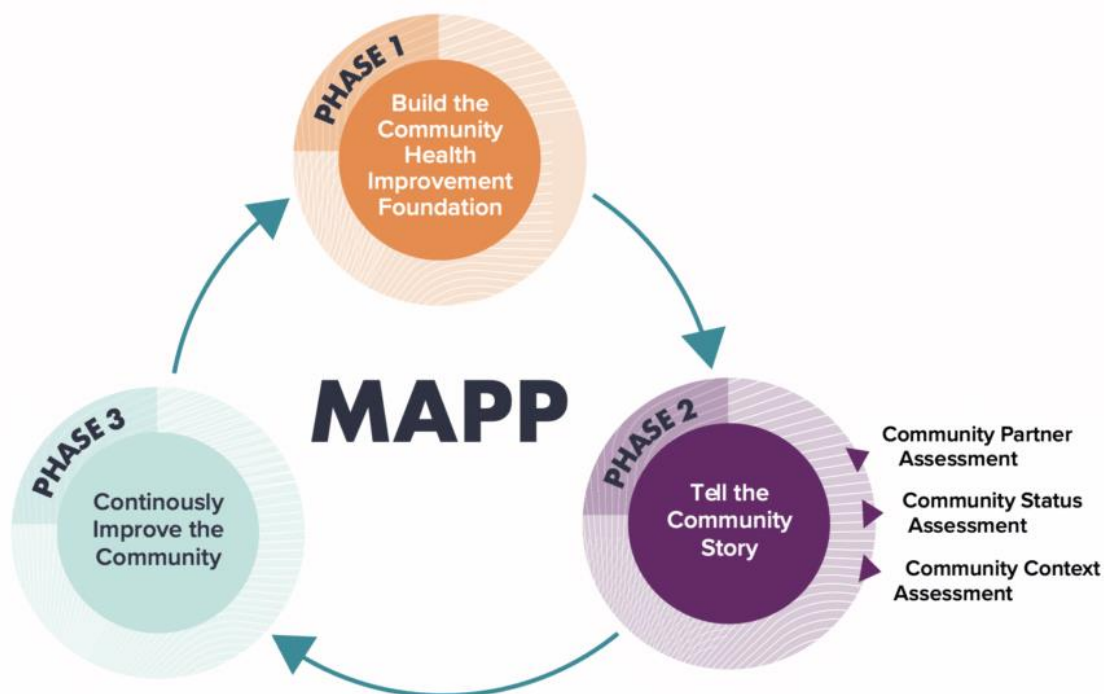 PHASE 1
Build the
Community
Health
Improvement
Foundation
MAPP
PHASE 2
Tell the
Community
Story
Community Partner
Assessment
Community Status
Assessment
Community Context
Assessment
PHASE 3
Continously
Improve the
Community